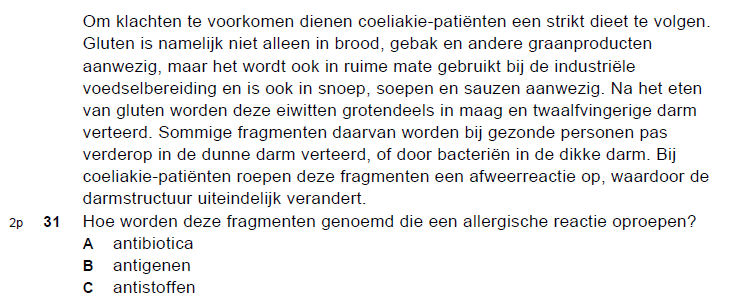 Om klachten te voorkomen dienen coeliakie-patiënten een strikt dieet te volgen.
Gluten is namelijk niet alleen in brood, gebak en andere graanproducten
aanwezig, maar het wordt ook in ruime mate gebruikt bij de industriële
voedselbereiding en is ook in snoep, soepen en sauzen aanwezig. Na het eten
van gluten worden deze eiwitten grotendeels in maag en twaalfvingerige darm
verteerd. Sommige fragmenten daarvan worden bij gezonde personen pas
verderop in de dunne darm verteerd, of door bacteriën in de dikke darm. Bij
coeliakie-patiënten roepen deze fragmenten een afweerreactie op, waardoor de
darmstructuur uiteindelijk verandert.
2p 31 Hoe worden deze fragmenten genoemd die een allergische reactie oproepen?
A antibiotica
B antigenen
C antistoffen